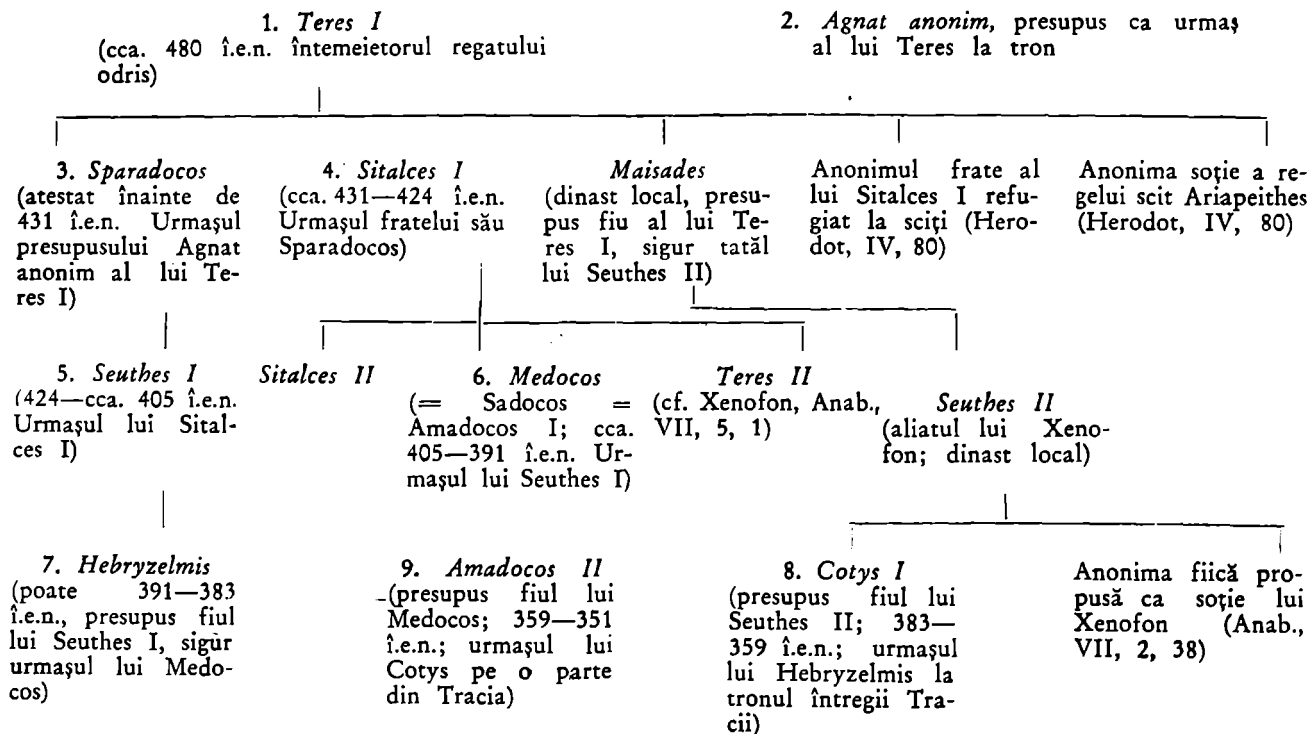 1. Teres I
(cca. 480 î.e.n. întemeietorul regatului
odris)
2. Agnat anonim, presupus ca urmaş
al lui Teres la tron
3. Sparadocos
(atestat înainte de
431 î.e.n. Urmaşul
presupusului Agnat
anonim al lui Te-
res I)
4. Sitalces I
(cca. 431—424 î.e.n.
Urmaşul fratelui său
Sparadocos)
Maisades
(dinast local, presu-
pus fiu al lui Te-
res I, sigur tatăl
lui Seuthes II)
Anonimul frate al
lui Sitalces I refu-
giat la sciţi (Hero-
dot, IV, 80)
Anonima soţie a re-
gelui scit Ariapeithes
(Herodot, IV, 80)
5. Seuthes I
(424—cca. 405 î.e.n.
Urmaşul lui Sital-
ces I)
Sitalces II
6. Medocos
(= Sadocos =
Amadocos I; cca.
405—391 î.e.n. Ur-
maşul lui Seuthes I)
Teres II
(cf. Xenofon, Anab.,
VII, 5, 1)
Seuthes II
(aliatul lui Xeno-
fon; dinast local)
7. Hebryzelmis
(poate 391—383
î.e.n., presupus fiul
lui Seuthes I, sigur
urmaşul lui Medo-
cos)
9. Amadocos II
(presupus fiul lui
Medocos; 359—351
î.e.n.; urmaşul lui
Cotys pe o parte
din Tracia)
8. Cotys I
(presupus fiul lui
Seuthes II; 383—
359 î.e.n.; urmaşul
lui Hebryzelmis la
tronul întregii Tra-
cii)
Anonima fiică pro-
pusă ca soţie lui
Xenofon (Anab.,
VII, 2, 38)